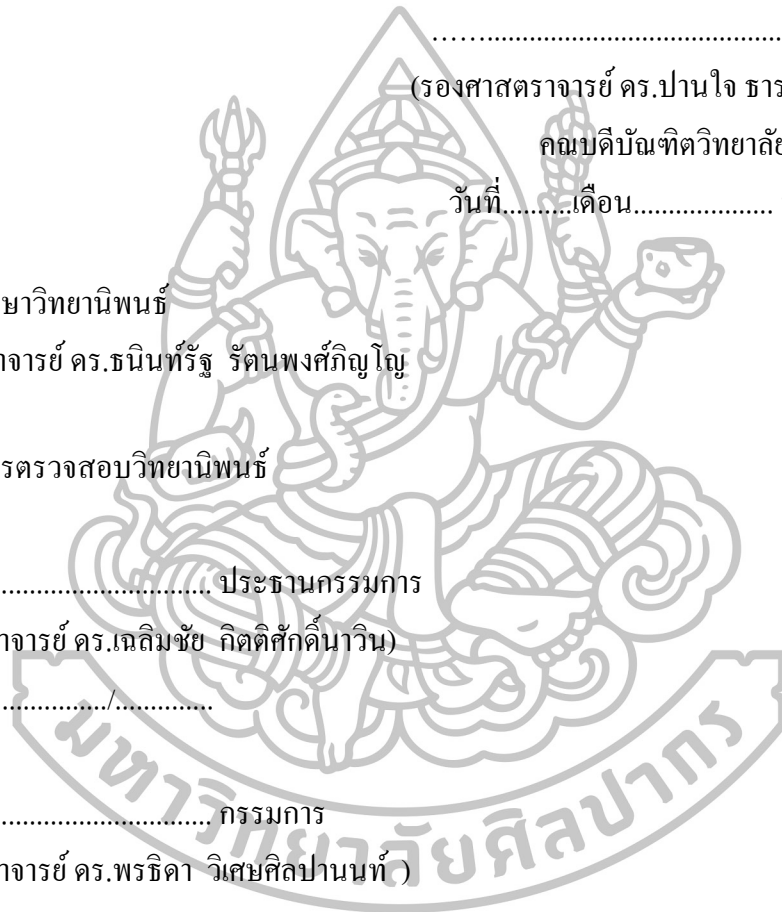 ……...........................................
(รองศาสตราจารย์ ดร.ปานใจ ธาร
คณบดีบัณฑิตวิทยาลัย
วันที่..........เดือน....................
ษาวิทยานิพนธ์
าจารย์ ดร.ธนินท์รัฐ รัตนพงศ์ภิญโญ
รตรวจสอบวิทยานิพนธ์
.............................. ประธานกรรมการ
าจารย์ ดร.เฉลิมชัย กิตติศักดิ์นาวิน)
.............../..............
.............................. กรรมการ
าจารย์ ดร.พรธิดา วิเศษศิลปานนท์ )
มหาวิทยาลัยศิลปากร